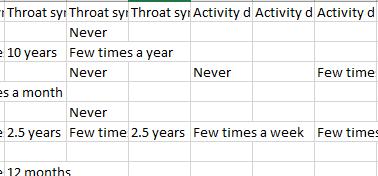 Throat sy Throat sy Throat sy Activity d Activity d Activity d
Never
10 years Few times a year
Never Never Few time
es a month
Never
2.5 years Few time 2.5 years Few times a week Few times
12 months